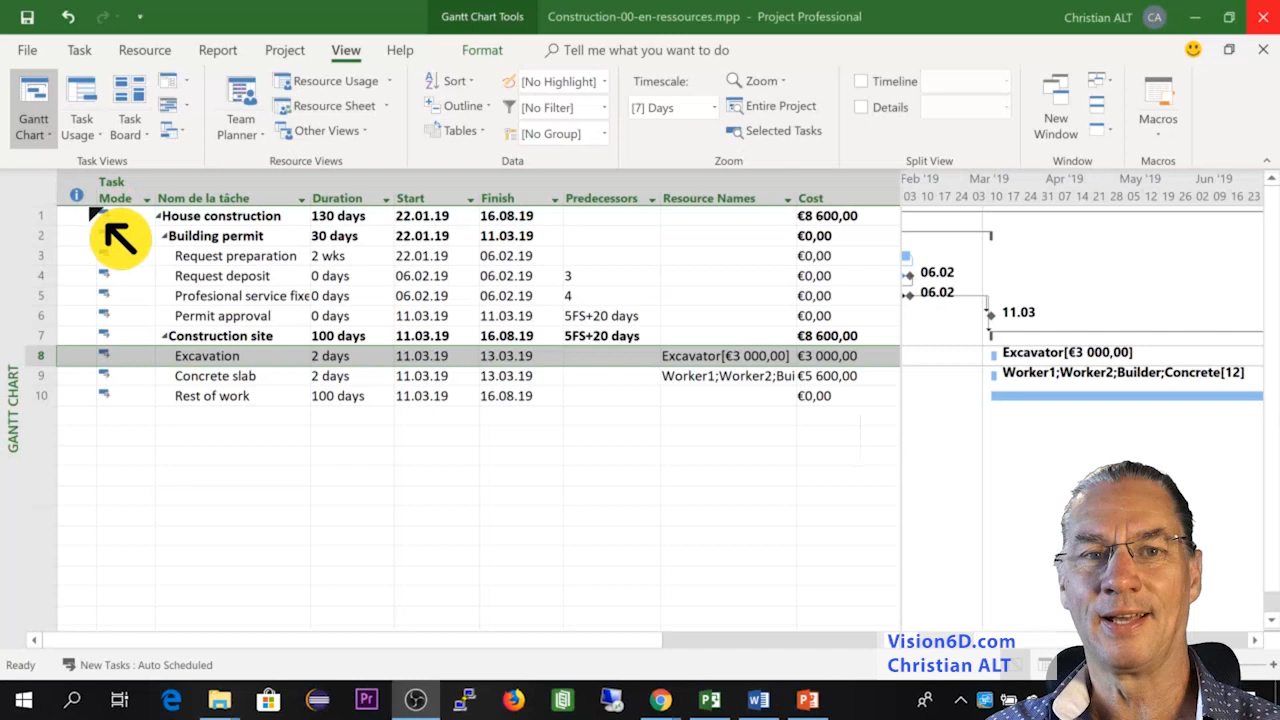 Gantt Chart Tools
Construction-00-en-ressources.mpp - Project Professional
Christian ALT CA
File Task Resource Report Project View Help Format Tell me what you want to do
Gantt Chart
Task Usage
Task Board
Task Views
Team Planner
Resource Usage
Resource Sheet
Other Views
Resource Views
Sort
Outline
Tables
[No Highlight]
[No Filter]
[No Group]
Data
Timescale:
[7] Days
Zoom
Entire Project
Selected Tasks
Zoom
Timeline
Details
Split View
New Window
Window
Macros
Macros
Task Mode Nom de la tâche Duration Start Finish Predecessors Resource Names Cost
Feb '19 Mar '19 Apr '19 May '19 Jun '19
03 10 17 24 03 10 17 24 31 07 14 21 28 05 12 19 26 02 09 16 23
1 House construction 130 days 22.01.19 16.08.19 €8 600,00
2 Building permit 30 days 22.01.19 11.03.19 €0,00
3 Request preparation 2 wks 22.01.19 06.02.19 €0,00
4 Request deposit 0 days 06.02.19 06.02.19 3 €0,00 06.02
5 Profesional service fixe 0 days 06.02.19 06.02.19 4 €0,00 06.02
6 Permit approval 0 days 11.03.19 11.03.19 5FS+20 days €0,00 11.03
7 Construction site 100 days 11.03.19 16.08.19 5FS+20 days €8 600,00
8 Excavation 2 days 11.03.19 13.03.19 Excavator[€3 000,00] €3 000,00 Excavator[€3 000,00]
9 Concrete slab 2 days 11.03.19 13.03.19 Worker1;Worker2;Bui €5 600,00 Worker1;Worker2;Builder;Concrete[12]
10 Rest of work 100 days 11.03.19 16.08.19 €0,00
GANTT CHART
Vision6D.com
Christian ALT
Ready New Tasks : Auto Scheduled